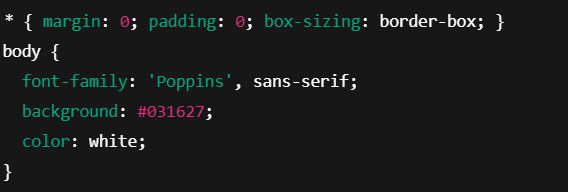 * { margin: 0; padding: 0; box-sizing: border-box; }
body {
  font-family: 'Poppins', sans-serif;
  background: #031627;
  color: white;
}